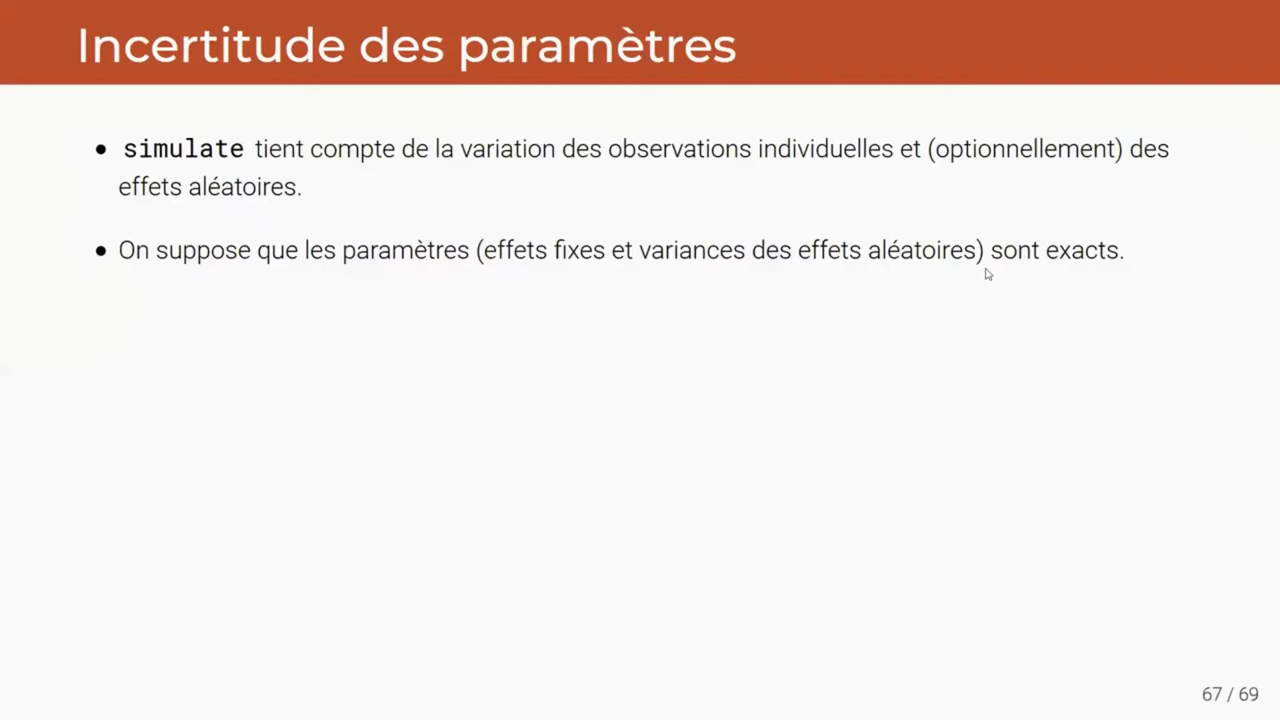 Incertitude des paramètres
• simulate tient compte de la variation des observations individuelles et (optionnellement) des
effets aléatoires.
• On suppose que les paramètres (effets fixes et variances des effets aléatoires) sont exacts.
67 / 69